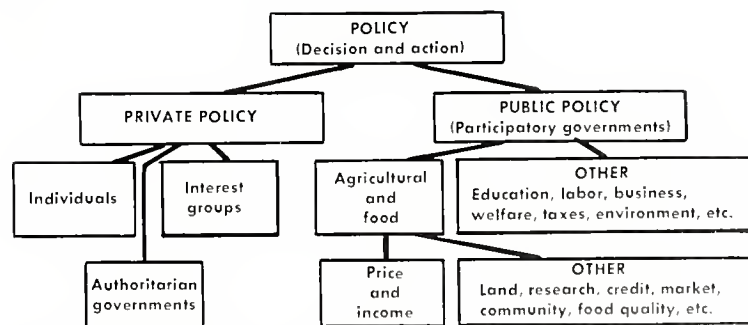 POLICY
(Decision and action)
PRIVATE POLICY
PUBLIC POLICY
(Participatory governments)
Individuals
Interest
groups
Authoritarian
governments
Agricultural
and
food
OTHER
Education, labor, business,
welfare, taxes, environment, etc.
Price
and
income
OTHER
Land, research, credit, market,
community, food quality, etc.